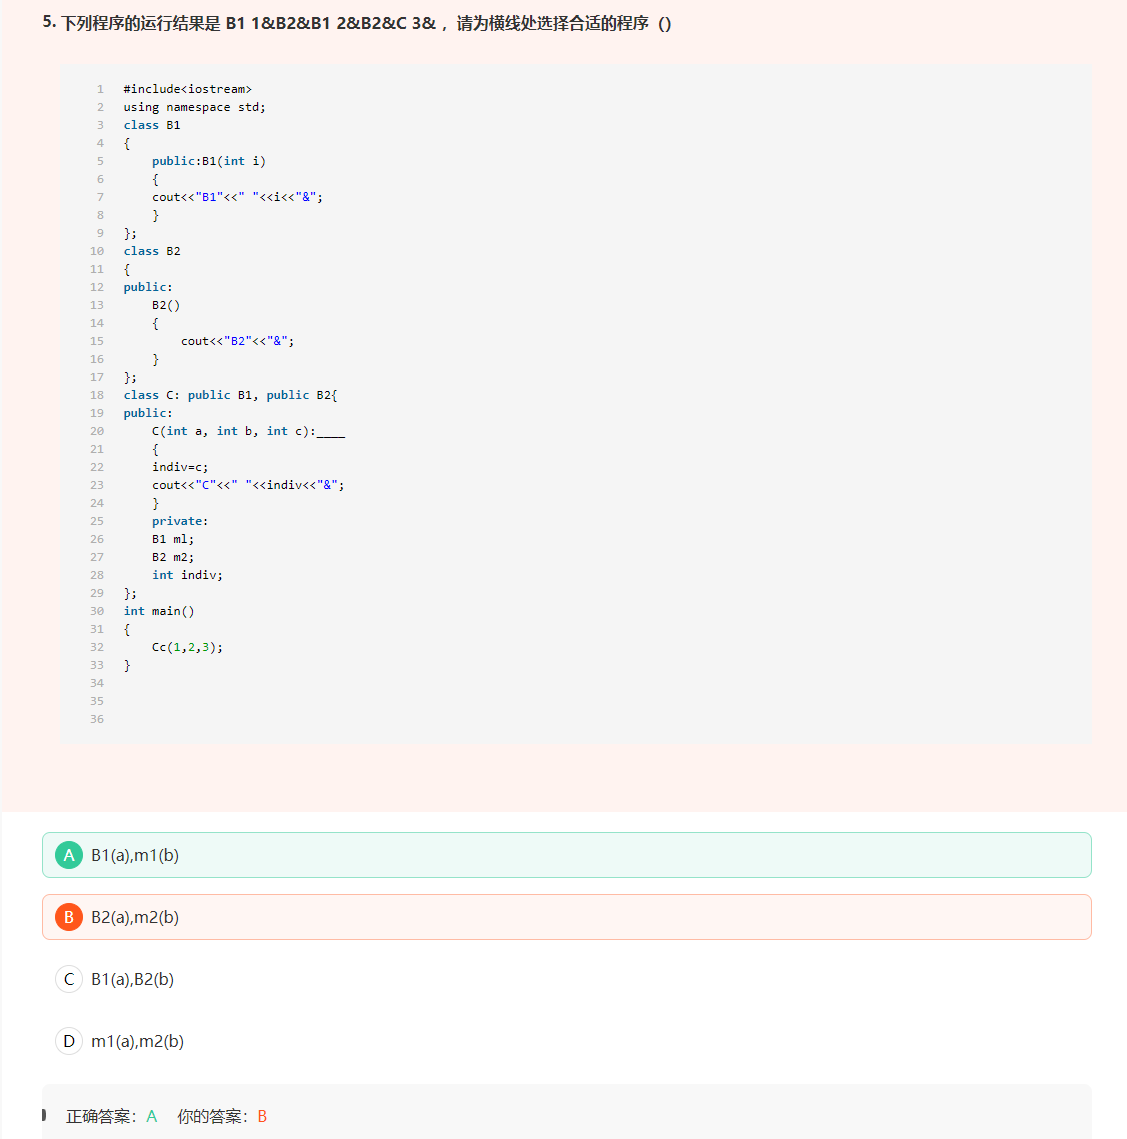 5. 下列程序的运行结果是 B1 1&B2&B1 2&B2&C 3& ，请为横线处选择合适的程序（）
1 #include<iostream>
2 using namespace std;
3 class B1
4 {
5 public:B1(int i)
6 {
7 cout<<"B1"<<" "<<i<<"&";
8 }
9 };
10 class B2
11 {
12 public:
13 B2()
14 {
15 cout<<"B2"<<"&";
16 }
17 };
18 class C: public B1, public B2{
19 public:
20 C(int a, int b, int c):____
21 {
22 indiv=c;
23 cout<<"C"<<" "<<indiv<<"&";
24 }
25 private:
26 B1 ml;
27 B2 m2;
28 int indiv;
29 };
30 int main()
31 {
32 Cc(1,2,3);
33 }
34
35
36
A B1(a),m1(b)
B B2(a),m2(b)
C B1(a),B2(b)
D m1(a),m2(b)
正确答案：A 你的答案：B